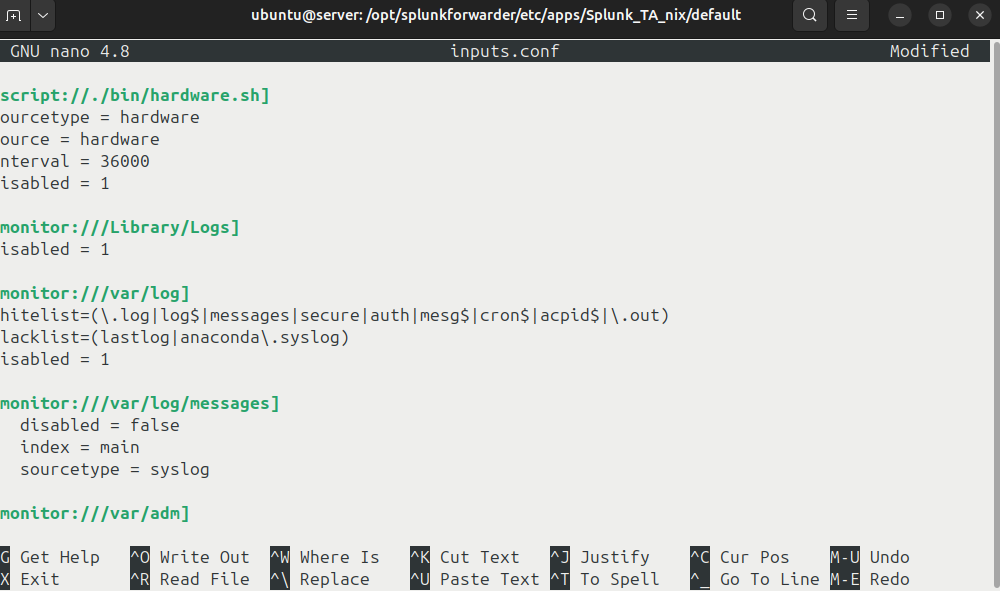 ubuntu@server: /opt/splunkforwarder/etc/apps/Splunk_TA_nix/default
GNU nano 4.8 inputs.conf Modified
script://./bin/hardware.sh]
ourcetype = hardware
ource = hardware
nterval = 36000
isabled = 1
monitor:///Library/Logs]
isabled = 1
monitor:///var/log]
hitelist=(\.log|log$|messages|secure|auth|mesg$|cron$|acpid$|\.out)
lacklist=(lastlog|anaconda\.syslog)
isabled = 1
monitor:///var/log/messages]
disabled = false
index = main
sourcetype = syslog
monitor:///var/adm]
G Get Help ^O Write Out ^W Where Is ^K Cut Text ^J Justify ^C Cur Pos M-U Undo
X Exit ^R Read File ^\ Replace ^U Paste Text ^T To Spell ^_ Go To Line M-E Redo